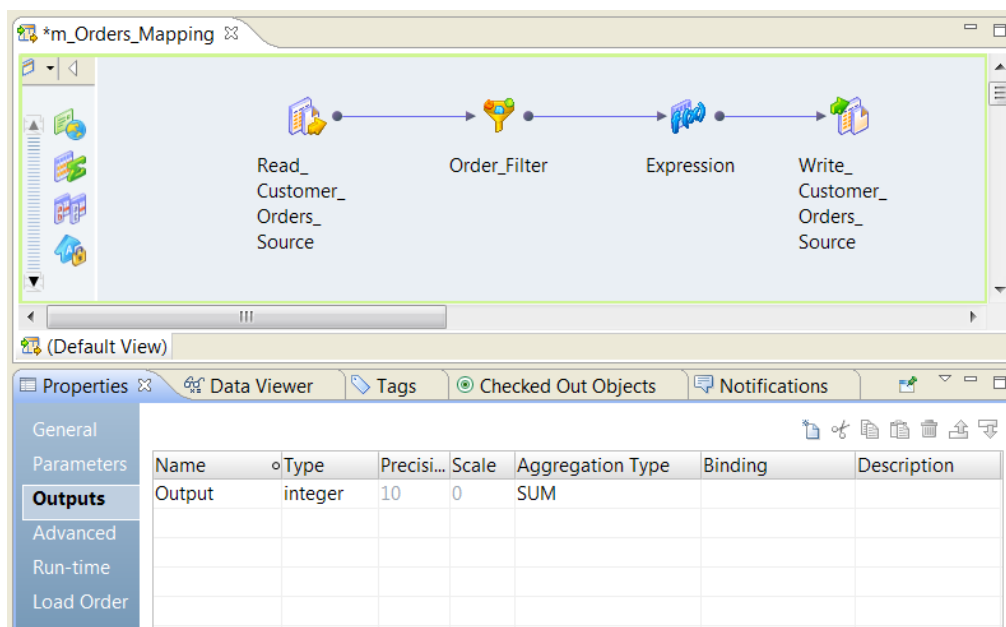 *m_Orders_Mapping
Read_
Customer_
Orders_
Source
Order_Filter
Expression
Write_
Customer_
Orders_
Source
(Default View)
Properties Data Viewer Tags Checked Out Objects Notifications
General
Parameters
Outputs
Advanced
Run-time
Load Order
Name Type Precisi... Scale Aggregation Type Binding Description
Output integer 10 0 SUM